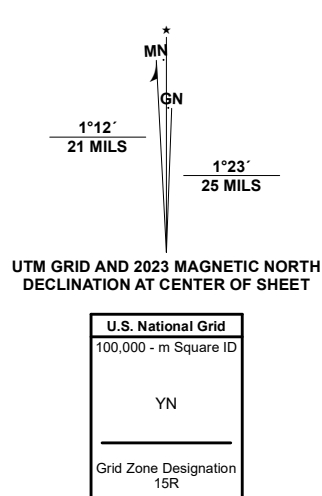 MN
GN
1°12´
21 MILS
1°23´
25 MILS
UTM GRID AND 2023 MAGNETIC NORTH
DECLINATION AT CENTER OF SHEET
U.S. National Grid
100,000 - m Square ID
YN
Grid Zone Designation
15R